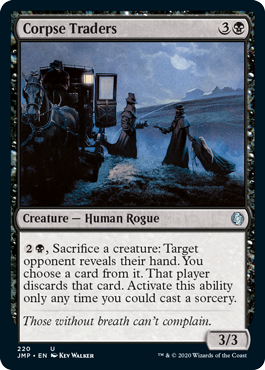 Corpse Traders 3
Creature — Human Rogue
2, Sacrifice a creature: Target
opponent reveals their hand. You
choose a card from it. That player
discards that card. Activate this ability
only any time you could cast a sorcery.
Those without breath can't complain.
3/3
220 U
JMP • EN Key Walker ™ & © 2020 Wizards of the Coast